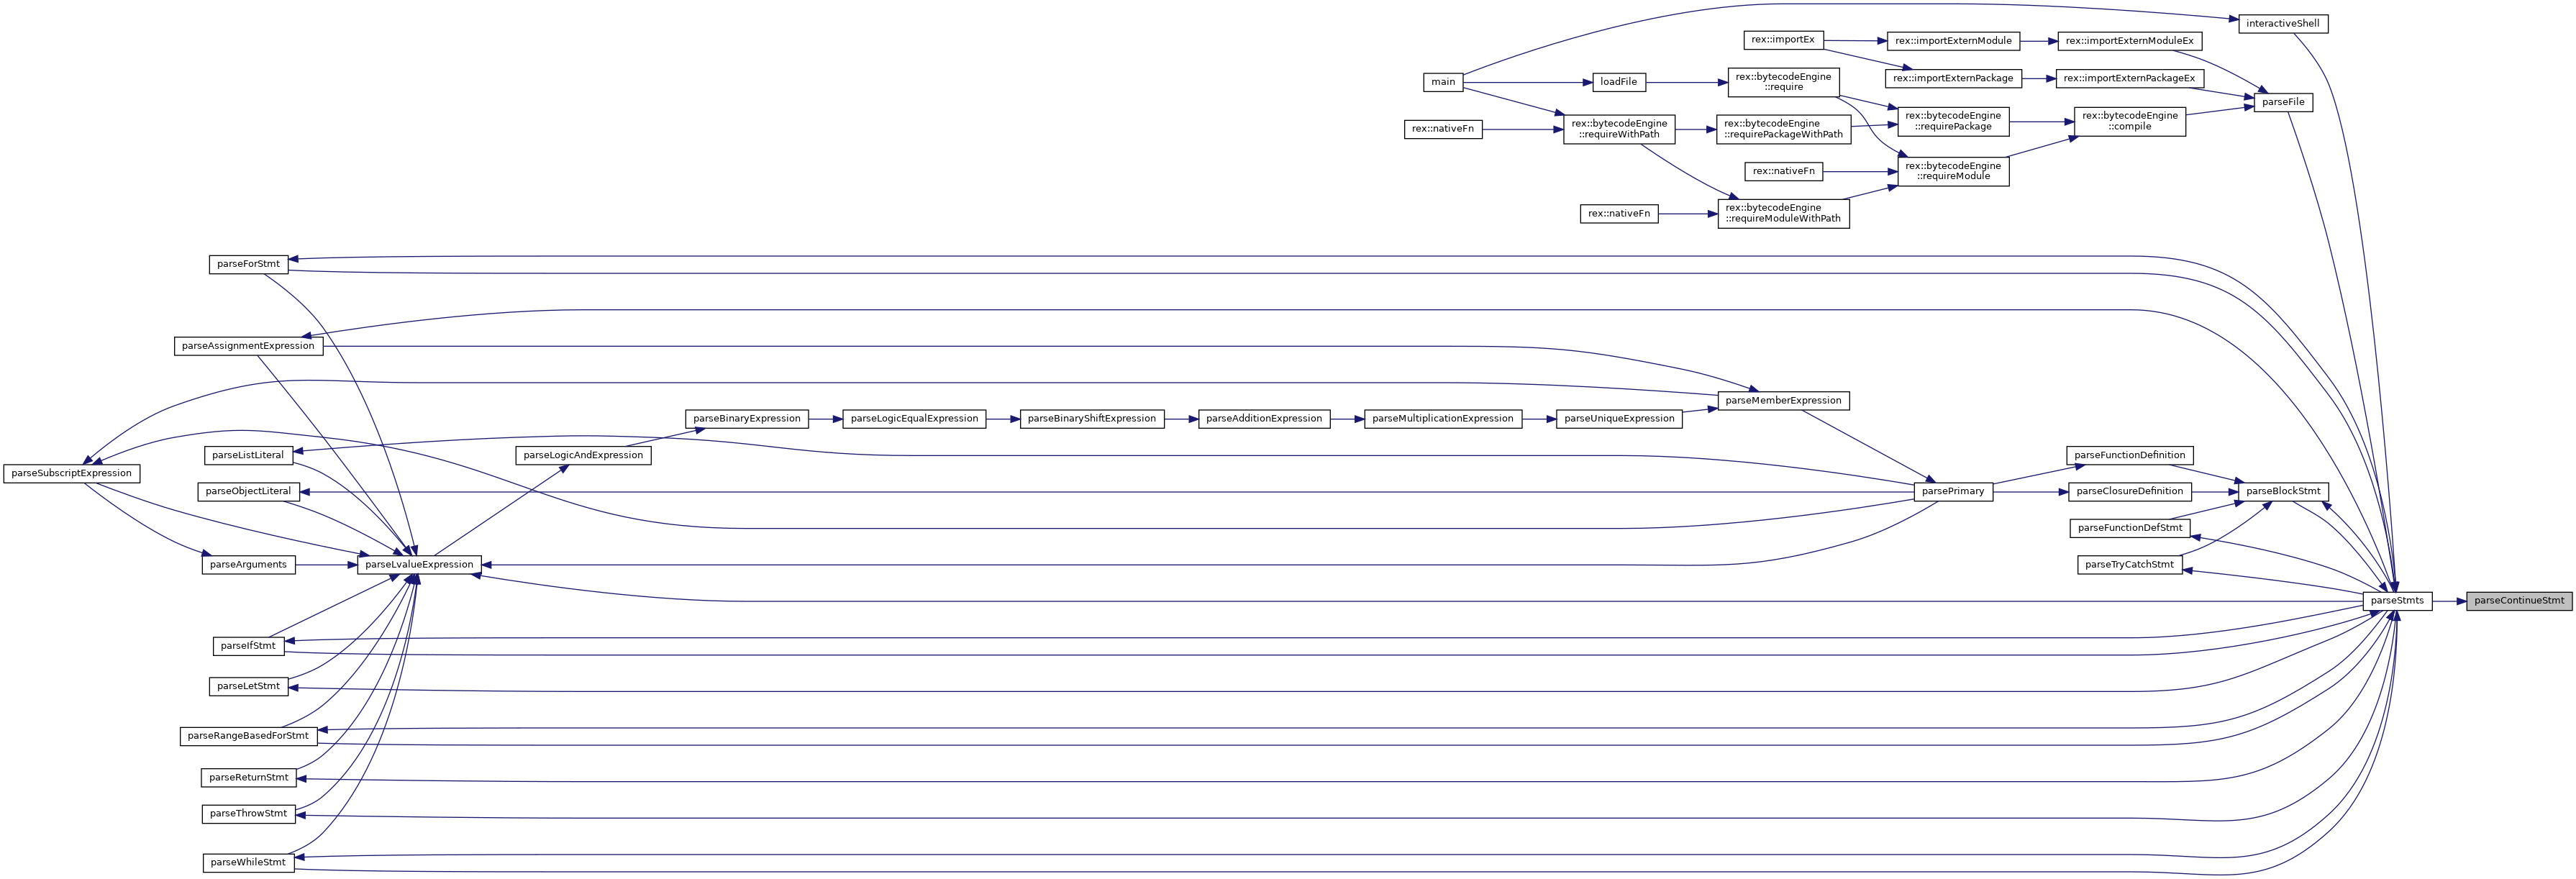 interactiveShell
rex::importEx
rex::importExternModule
rex::importExternModuleEx
main
loadFile
rex::bytecodeEngine
::require
rex::importExternPackage
rex::importExternPackageEx
parseFile
rex::nativeFn
rex::bytecodeEngine
::requireWithPath
rex::bytecodeEngine
::requirePackageWithPath
rex::bytecodeEngine
::requirePackage
rex::bytecodeEngine
::compile
rex::nativeFn
rex::bytecodeEngine
::requireModule
rex::nativeFn
rex::bytecodeEngine
::requireModuleWithPath
parseForStmt
parseAssignmentExpression
parseMemberExpression
parseBinaryExpression
parseLogicEqualExpression
parseBinaryShiftExpression
parseAdditionExpression
parseMultiplicationExpression
parseUniqueExpression
parseListLiteral
parseLogicAndExpression
parseFunctionDefinition
parseSubscriptExpression
parseObjectLiteral
parsePrimary
parseClosureDefinition
parseBlockStmt
parseFunctionDefStmt
parseArguments
parseLvalueExpression
parseTryCatchStmt
parseStmts
parseContinueStmt
parseIfStmt
parseLetStmt
parseRangeBasedForStmt
parseReturnStmt
parseThrowStmt
parseWhileStmt